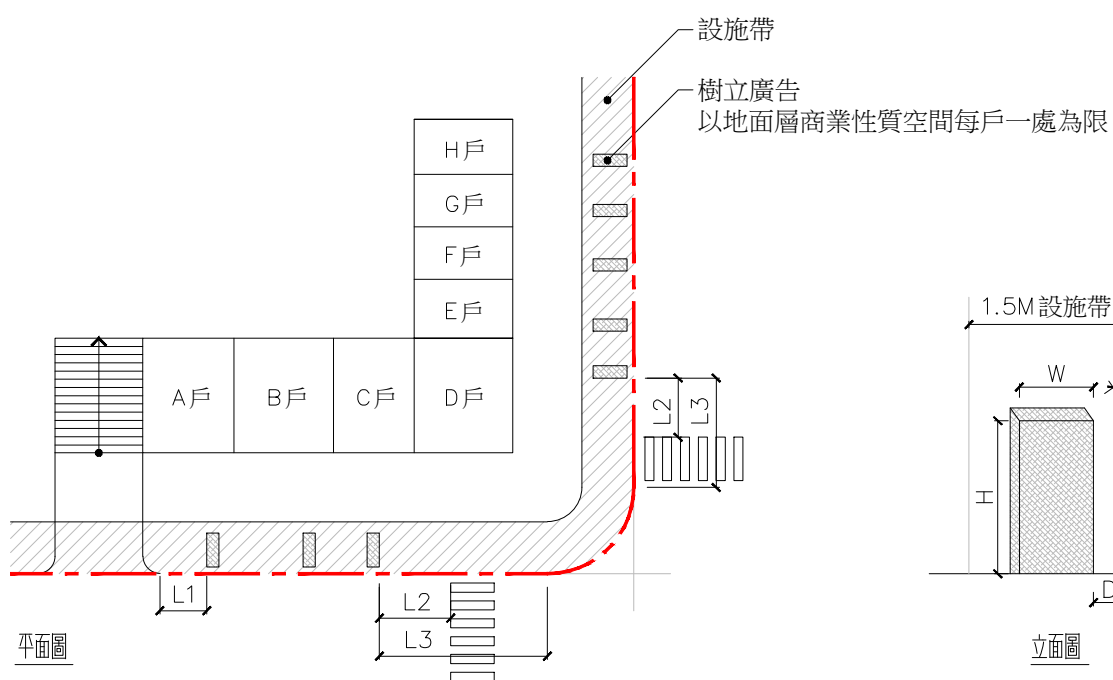 設施帶
樹立廣告
以地面層商業性質空間每戶一處為限
H戶
G戶
F戶
E戶
A戶
B戶
C戶
D戶
L2
L3
L1
L2
L3
平面圖
1.5M設施帶
W
H
D
立面圖